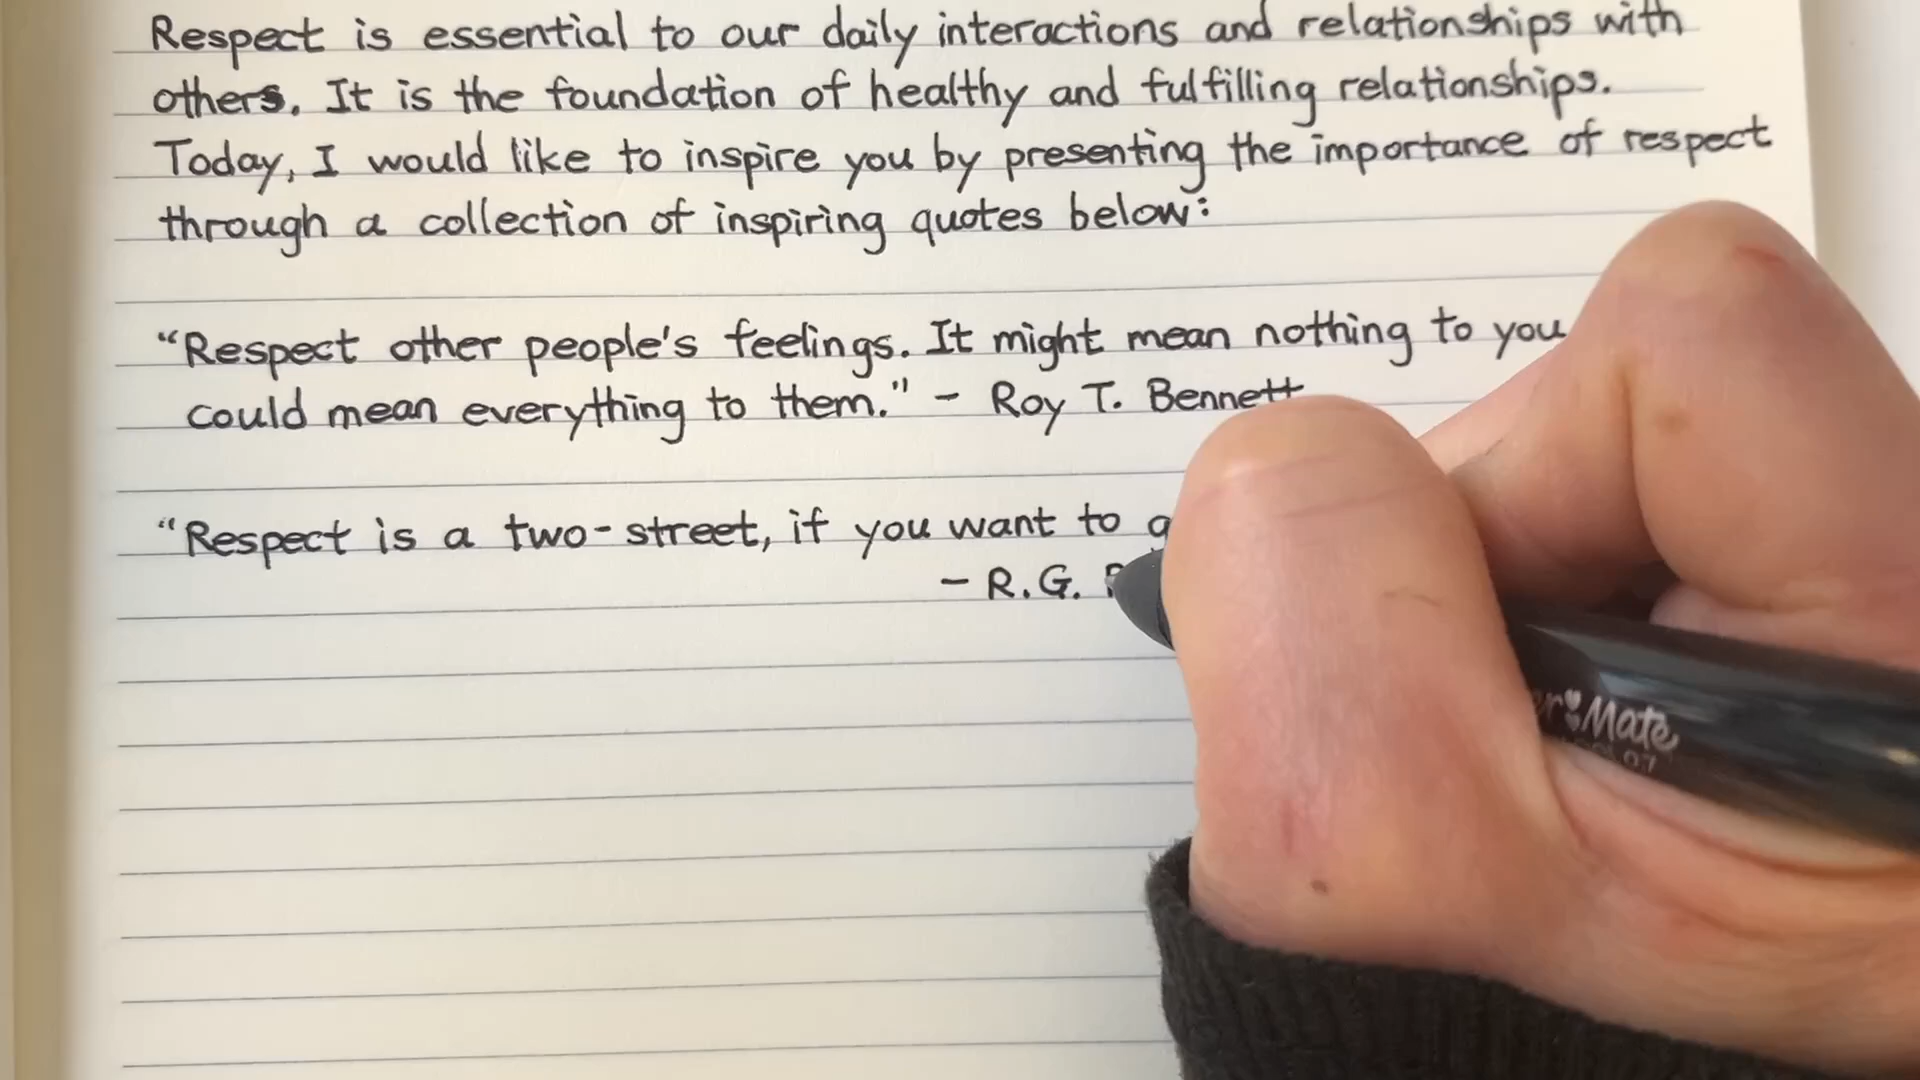 Respect is essential to our daily interactions and relationships with
others. It is the foundation of healthy and fulfilling relationships.
Today, I would like to inspire you by presenting the importance of respect
through a collection of inspiring quotes below:
“Respect other people's feelings. It might mean nothing to you
could mean everything to them.” - Roy T. Bennett
“Respect is a two-street, if you want to
- R.G.
Mate